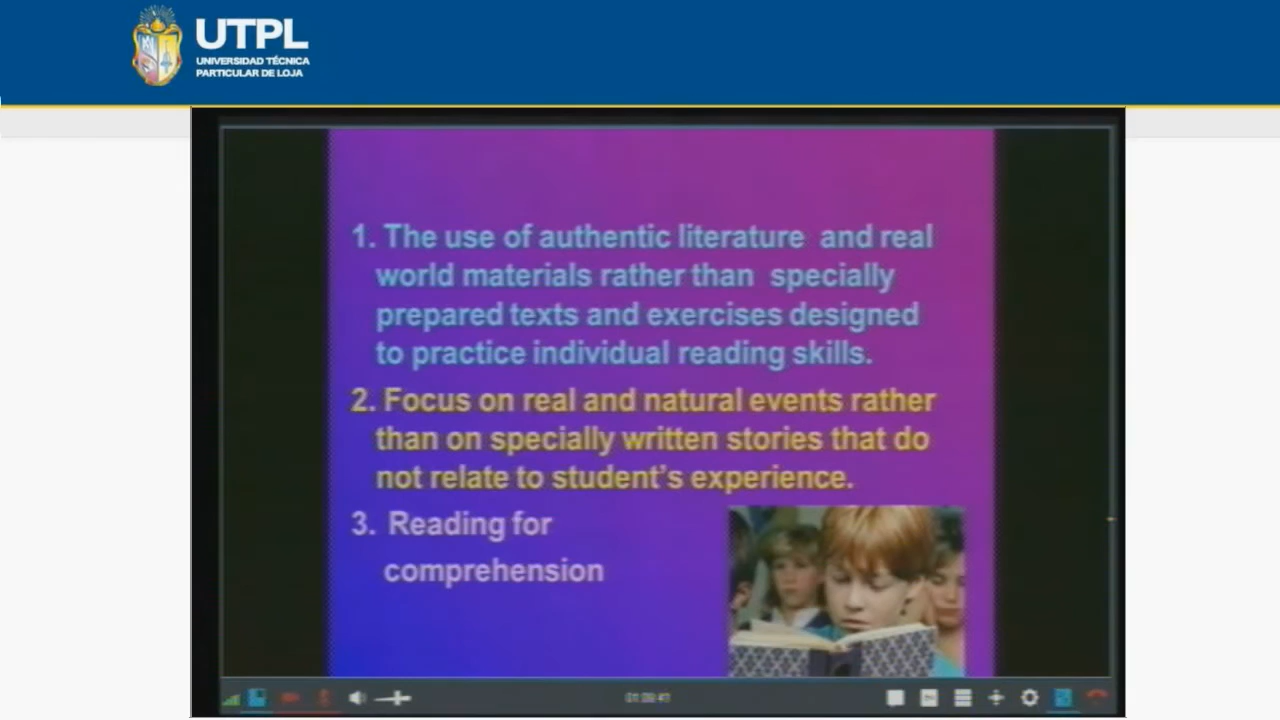 UTPL
UNIVERSIDAD TÉCNICA
PARTICULAR DE LOJA
1. The use of authentic literature and real
world materials rather than specially
prepared texts and exercises designed
to practice individual reading skills.
2. Focus on real and natural events rather
than on specially written stories that do
not relate to student's experience.
3. Reading for
comprehension